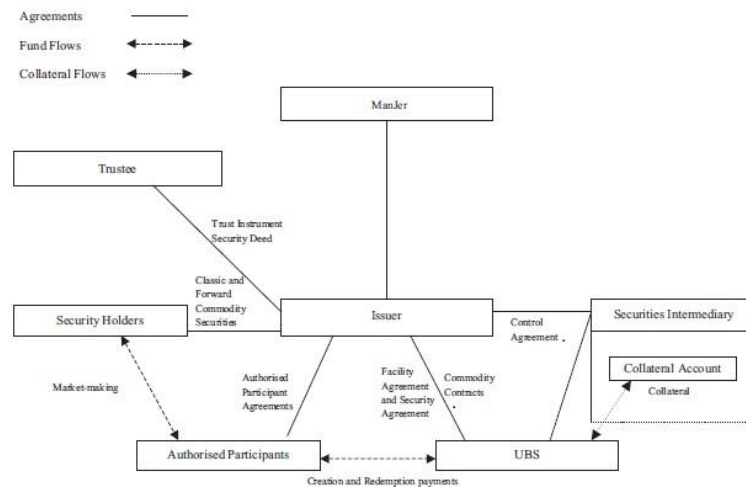 Agreements
Fund Flows
Collateral Flows
ManJer
Trustee
Trust Instrument
Security Deed
Classic and
Forward
Commodity
Securities
Security Holders
Issuer
Securities Intermediary
Control
Agreement
Collateral Account
Collateral
Market-making
Authorised
Participant
Agreements
Facility
Agreement
and Security
Agreement
Commodity
Contracts
Authorised Participants
UBS
Creation and Redemption payments